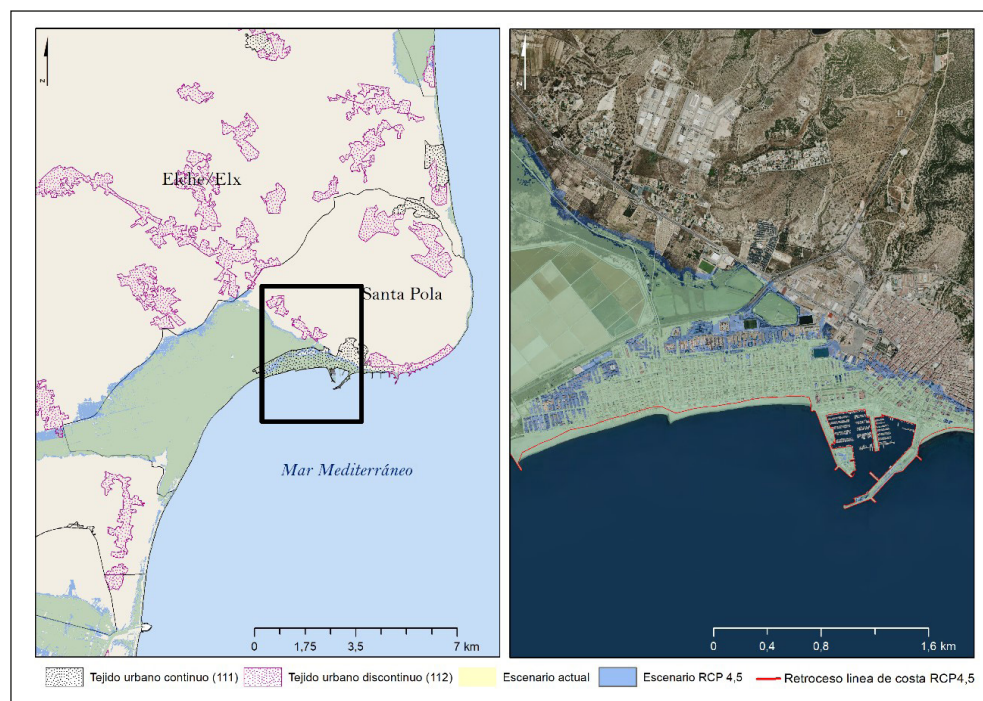 N
N
Elche/Elx
Santa Pola
Mar Mediterráneo
0 1,75 3,5 7 km
0 0,4 0,8 1,6 km
Tejido urbano continuo (111) Tejido urbano discontinuo (112) Escenario actual Escenario RCP 4,5 Retroceso linea de costa RCP4,5